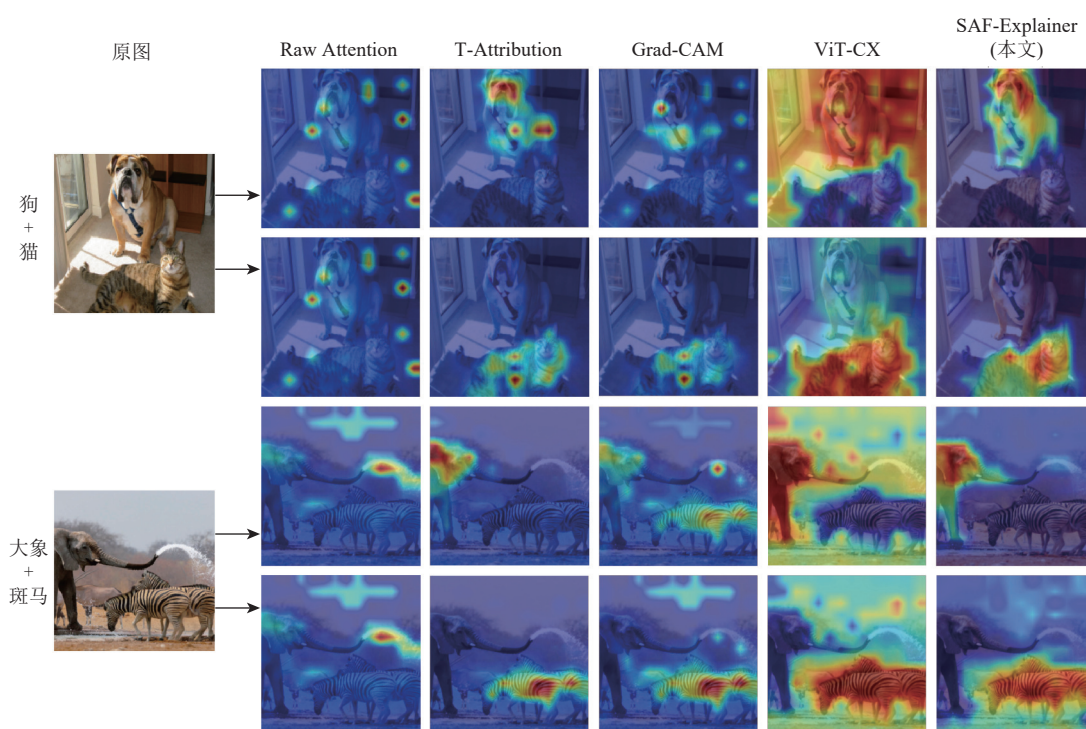 原图
Raw Attention
T-Attribution
Grad-CAM
ViT-CX
SAF-Explainer
(本文)
狗
+
猫
大象
+
斑马